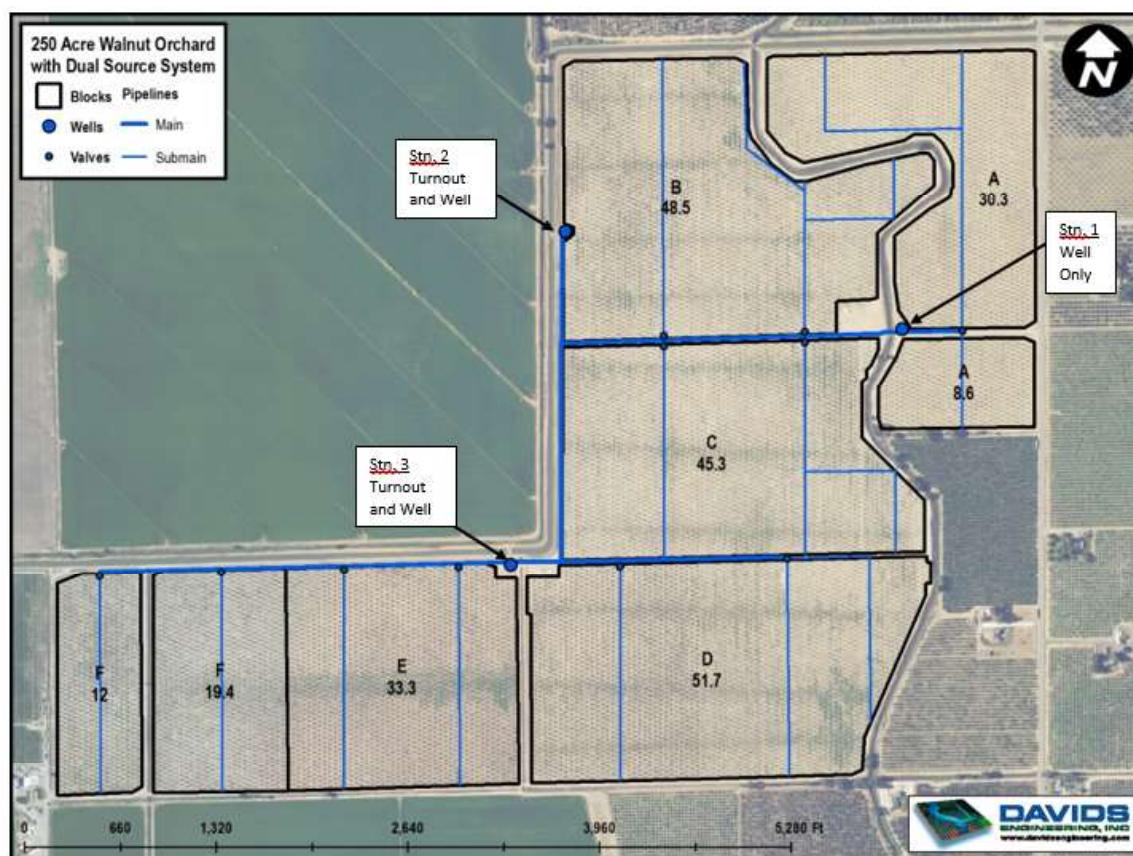 250 Acre Walnut Orchard
with Dual Source System
Blocks Pipelines
Wells Main
Valves Submain
N
Stn. 2
Turnout
and Well
B
48.5
A
30.3
Stn. 1
Well
Only
A
8.6
C
45.3
Stn. 3
Turnout
and Well
F
12
F
19.4
E
33.3
D
51.7
0 660 1,320 2,640 3,960 5,280 Ft
DAVIDS
ENGINEERING, INC
www.davidsengineering.com